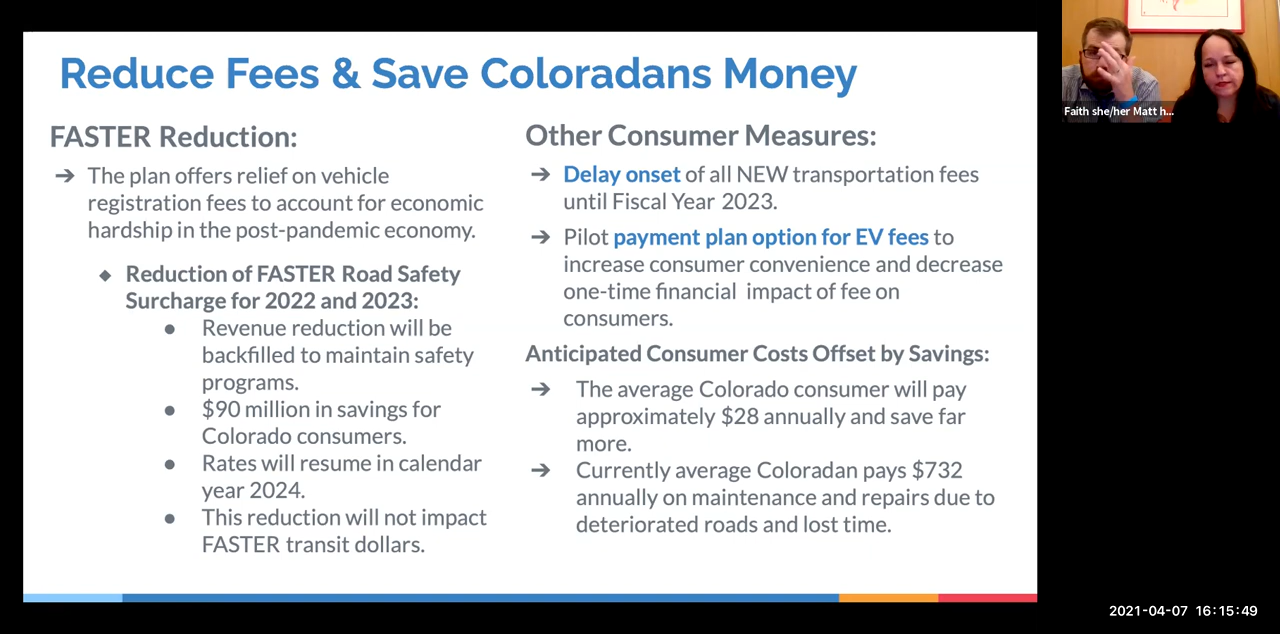 Reduce Fees & Save Coloradans Money
FASTER Reduction:
➔ The plan offers relief on vehicle
registration fees to account for economic
hardship in the post-pandemic economy.
◆ Reduction of FASTER Road Safety
Surcharge for 2022 and 2023:
● Revenue reduction will be
backfilled to maintain safety
programs.
● $90 million in savings for
Colorado consumers.
● Rates will resume in calendar
year 2024.
● This reduction will not impact
FASTER transit dollars.
Other Consumer Measures:
➔ Delay onset of all NEW transportation fees
until Fiscal Year 2023.
➔ Pilot payment plan option for EV fees to
increase consumer convenience and decrease
one-time financial impact of fee on
consumers.
Anticipated Consumer Costs Offset by Savings:
➔ The average Colorado consumer will pay
approximately $28 annually and save far
more.
➔ Currently average Coloradan pays $732
annually on maintenance and repairs due to
deteriorated roads and lost time.
Faith she/her Matt h...
2021-04-07 16:15:49